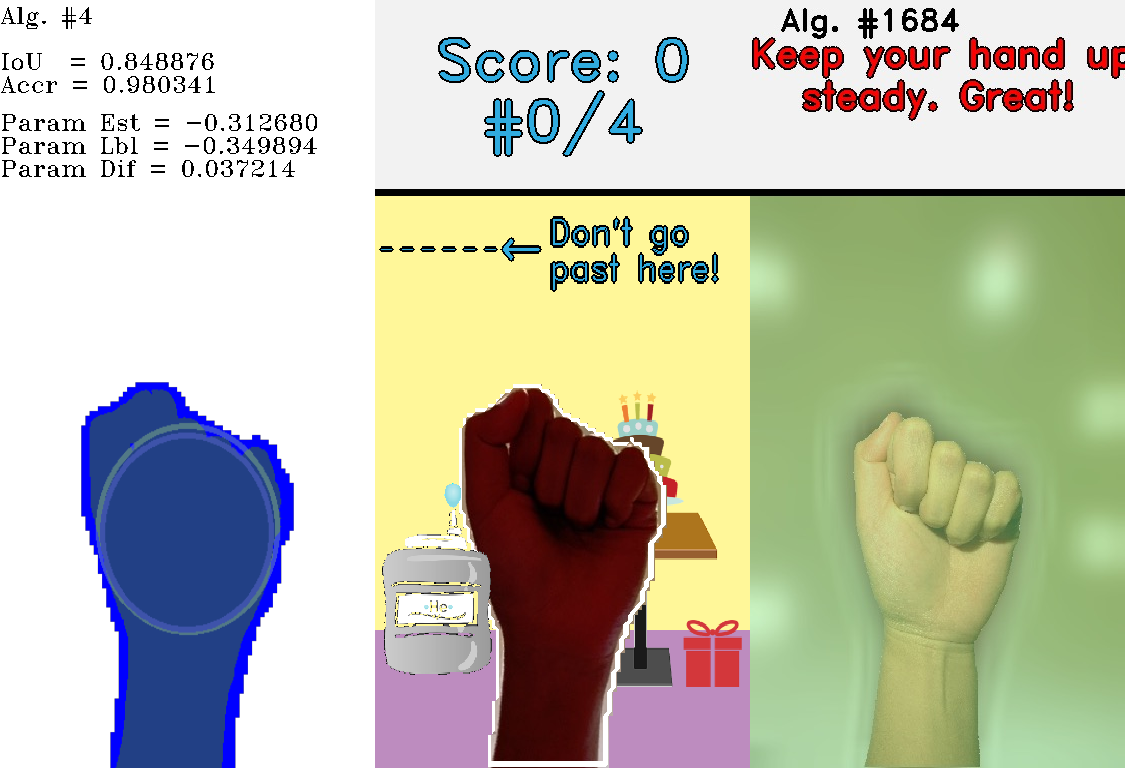 Alg. #4
IoU = 0.848876
Accr = 0.980341
Param Est = −0.312680
Param Lbl = −0.349894
Param Dif = 0.037214
Score: 0
#0/4
Don't go
past here!
Alg. #1684
Keep your hand up
steady. Great!